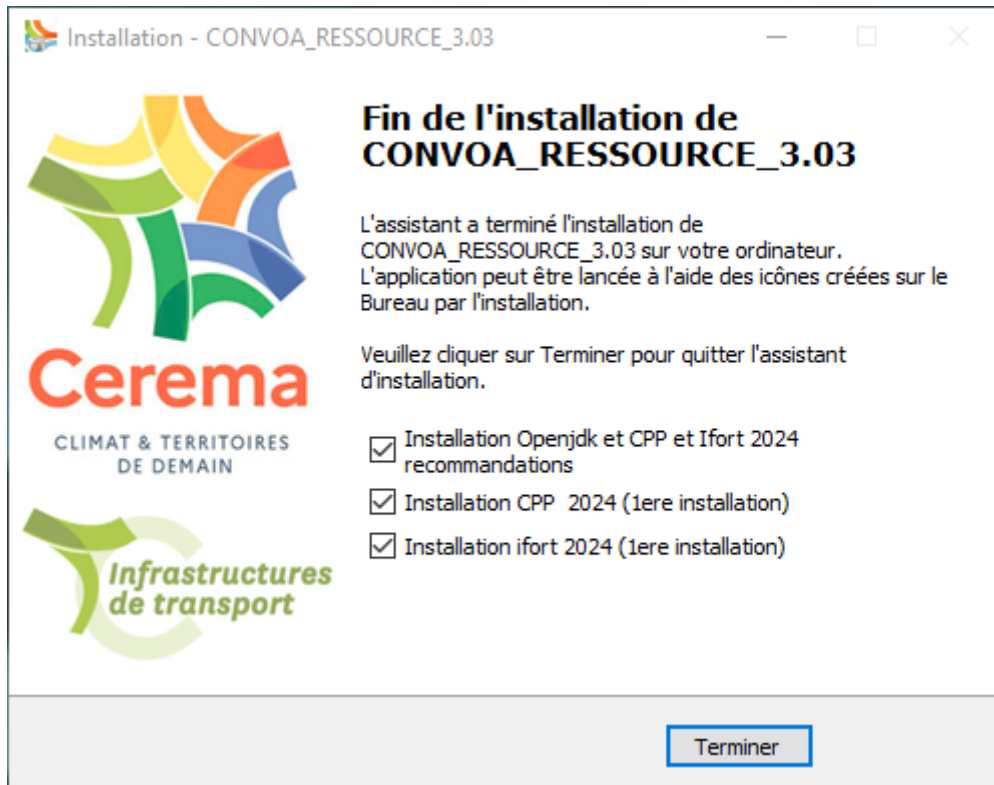 Installation - CONVOA_RESSOURCE_3.03
Fin de l'installation de
CONVOA_RESSOURCE_3.03
L'assistant a terminé l'installation de
CONVOA_RESSOURCE_3.03 sur votre ordinateur.
L'application peut être lancée à l'aide des icônes créées sur le
Bureau par l'installation.
Veuillez cliquer sur Terminer pour quitter l'assistant
d'installation.
Installation Openjdk et CPP et Ifort 2024
recommandations
Installation CPP  2024 (1ere installation)
Installation ifort 2024 (1ere installation)
Cerema
CLIMAT & TERRITOIRES
DE DEMAIN
Infrastructures
de transport
Terminer